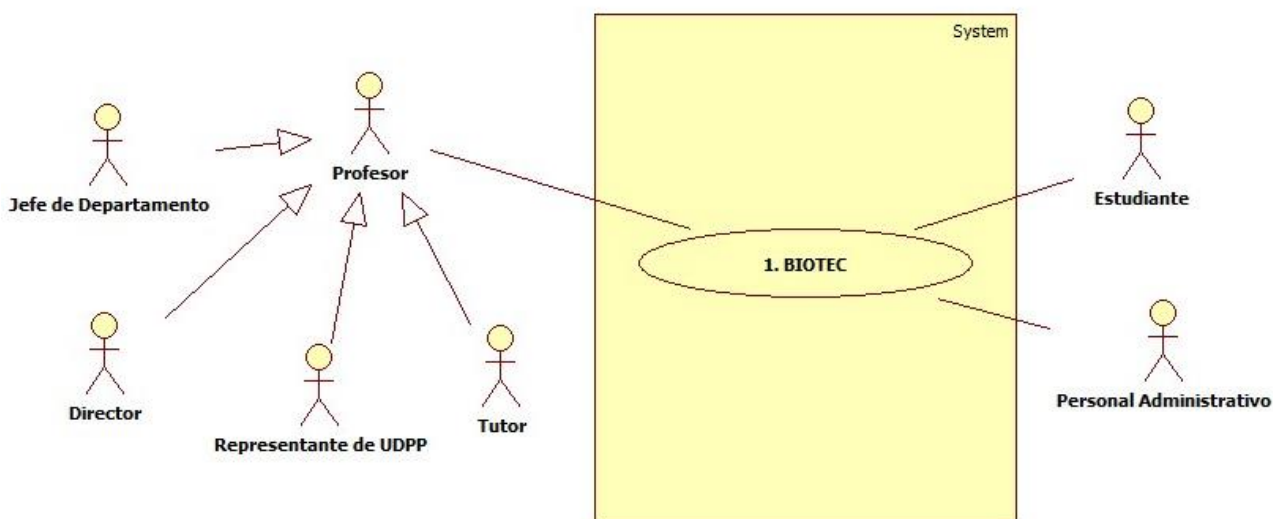 System
Profesor
Jefe de Departamento
Estudiante
1. BIOTEC
Director
Representante de UDPP
Tutor
Personal Administrativo